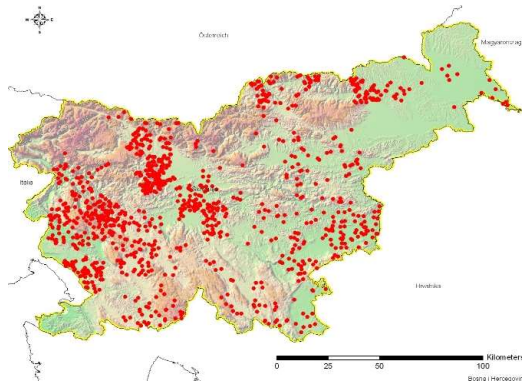 N
W E
S
Österreich
Magyarország
Italia
Hrvatska
Kilometers
0 25 50 100
Bosna i Hercegovina